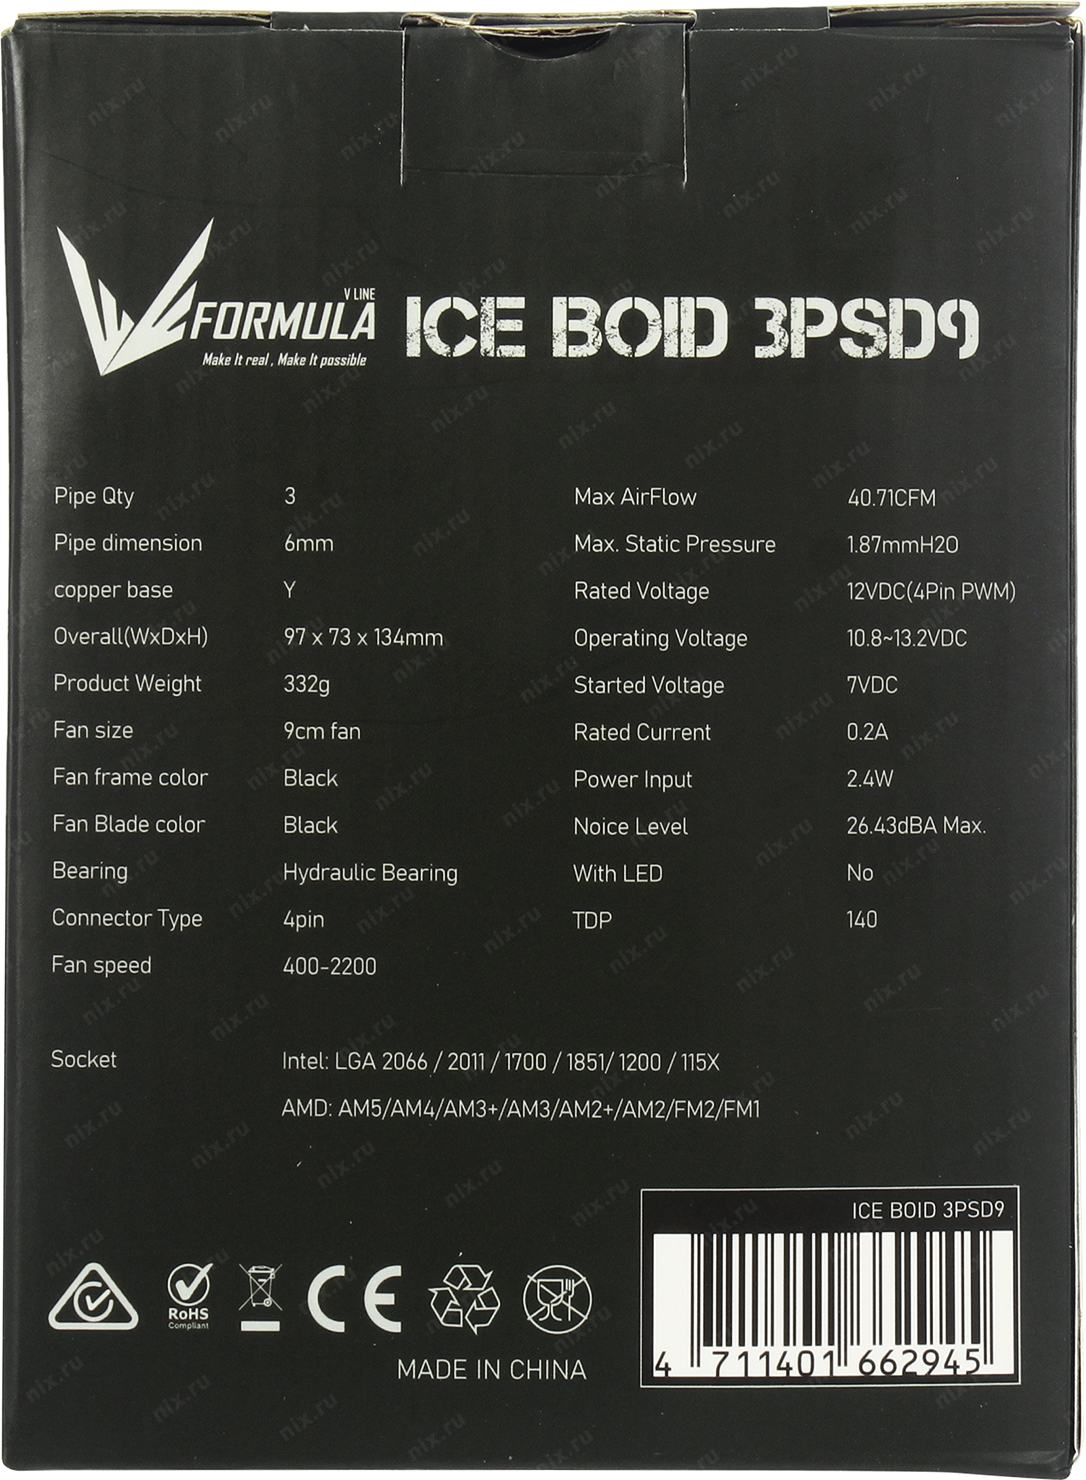 V LINE
FORMULA
Make It real , Make It possible
ICE BOID 3PSD9
Pipe Qty 3
Pipe dimension 6mm
copper base Y
Overall(WxDxH) 97 x 73 x 134mm
Product Weight 332g
Fan size 9cm fan
Fan frame color Black
Fan Blade color Black
Bearing Hydraulic Bearing
Connector Type 4pin
Fan speed 400-2200
Max AirFlow 40.71CFM
Max. Static Pressure 1.87mmH2O
Rated Voltage 12VDC(4Pin PWM)
Operating Voltage 10.8~13.2VDC
Started Voltage 7VDC
Rated Current 0.2A
Power Input 2.4W
Noice Level 26.43dBA Max.
With LED No
TDP 140
Socket Intel: LGA 2066 / 2011 / 1700 / 1851/ 1200 / 115X
AMD: AM5/AM4/AM3+/AM3/AM2+/AM2/FM2/FM1
RoHS
Compliant
CE
MADE IN CHINA
ICE BOID 3PSD9
4 711401 662945
nix.ru